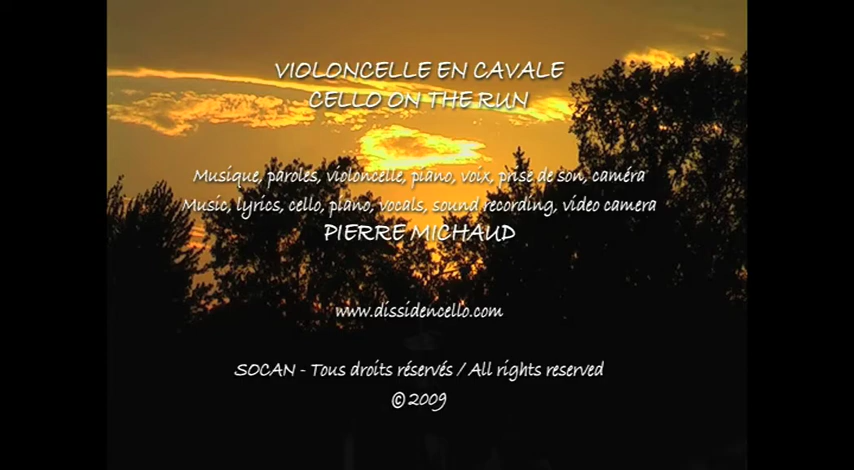 VIOLONCELLE EN CAVALE
CELLO ON THE RUN
Musique, paroles, violoncelle, piano, voix, prise de son, caméra
Music, lyrics, cello, piano, vocals, sound recording, video camera
PIERRE MICHAUD
www.dissidencello.com
SOCAN - Tous droits réservés / All rights reserved
© 2009